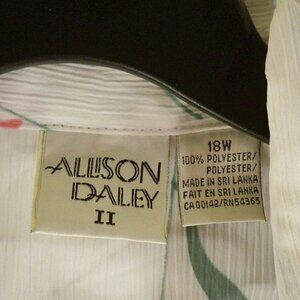 ALLISON
DALEY
II
18W
100% POLYESTER/
POLYESTER
MADE IN SRI LANKA
FAIT EN SRI LANKA
CA00142/RN54365